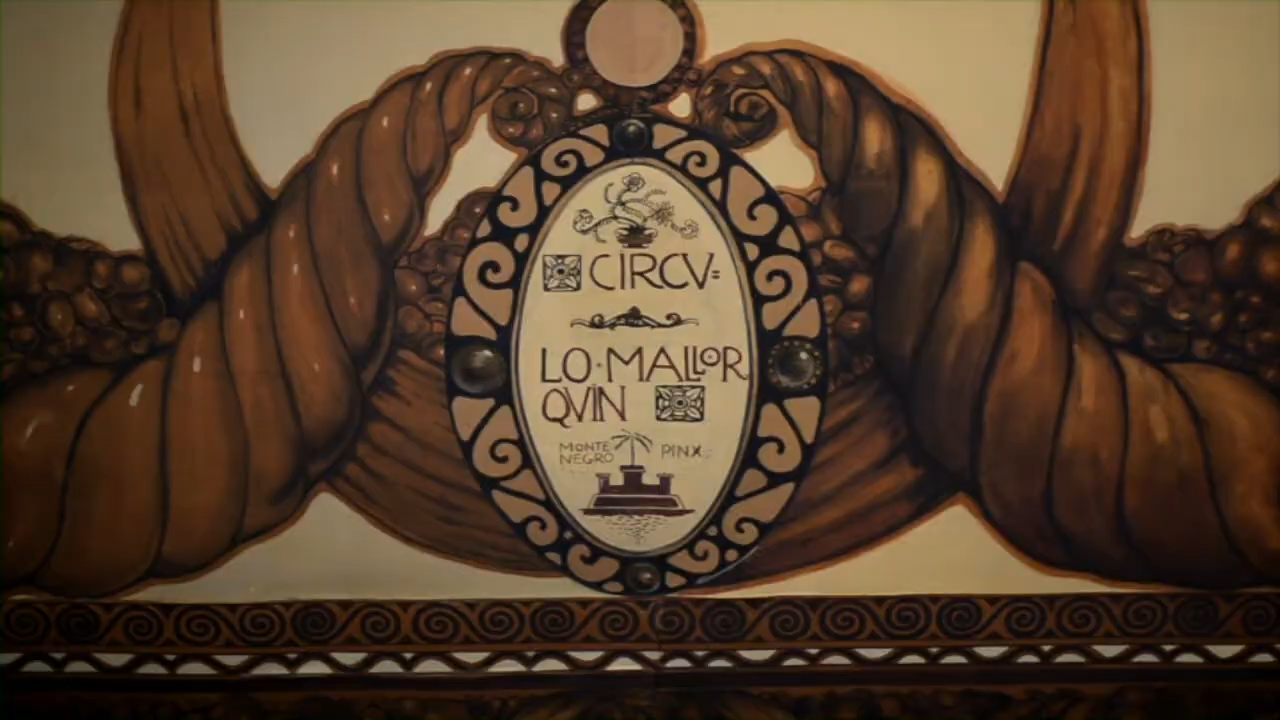 CIRCV=
LO·MALLOR
QVIN
MONTE
NEGRO
PINX: